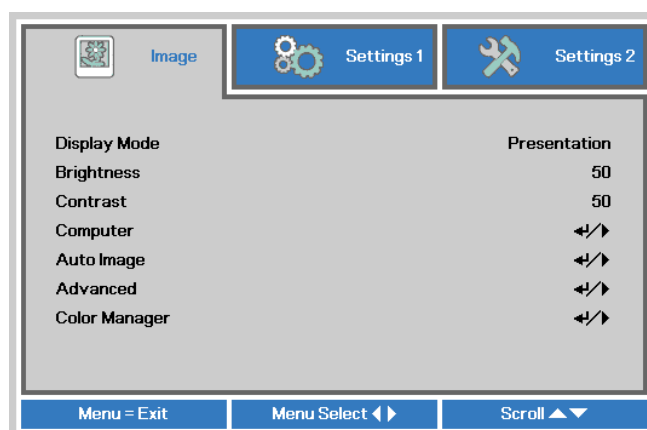 Image Settings 1 Settings 2
Display Mode Presentation
Brightness 50
Contrast 50
Computer ↵/▶
Auto Image ↵/▶
Advanced ↵/▶
Color Manager ↵/▶
Menu = Exit Menu Select ◀▶ Scroll ▲▼